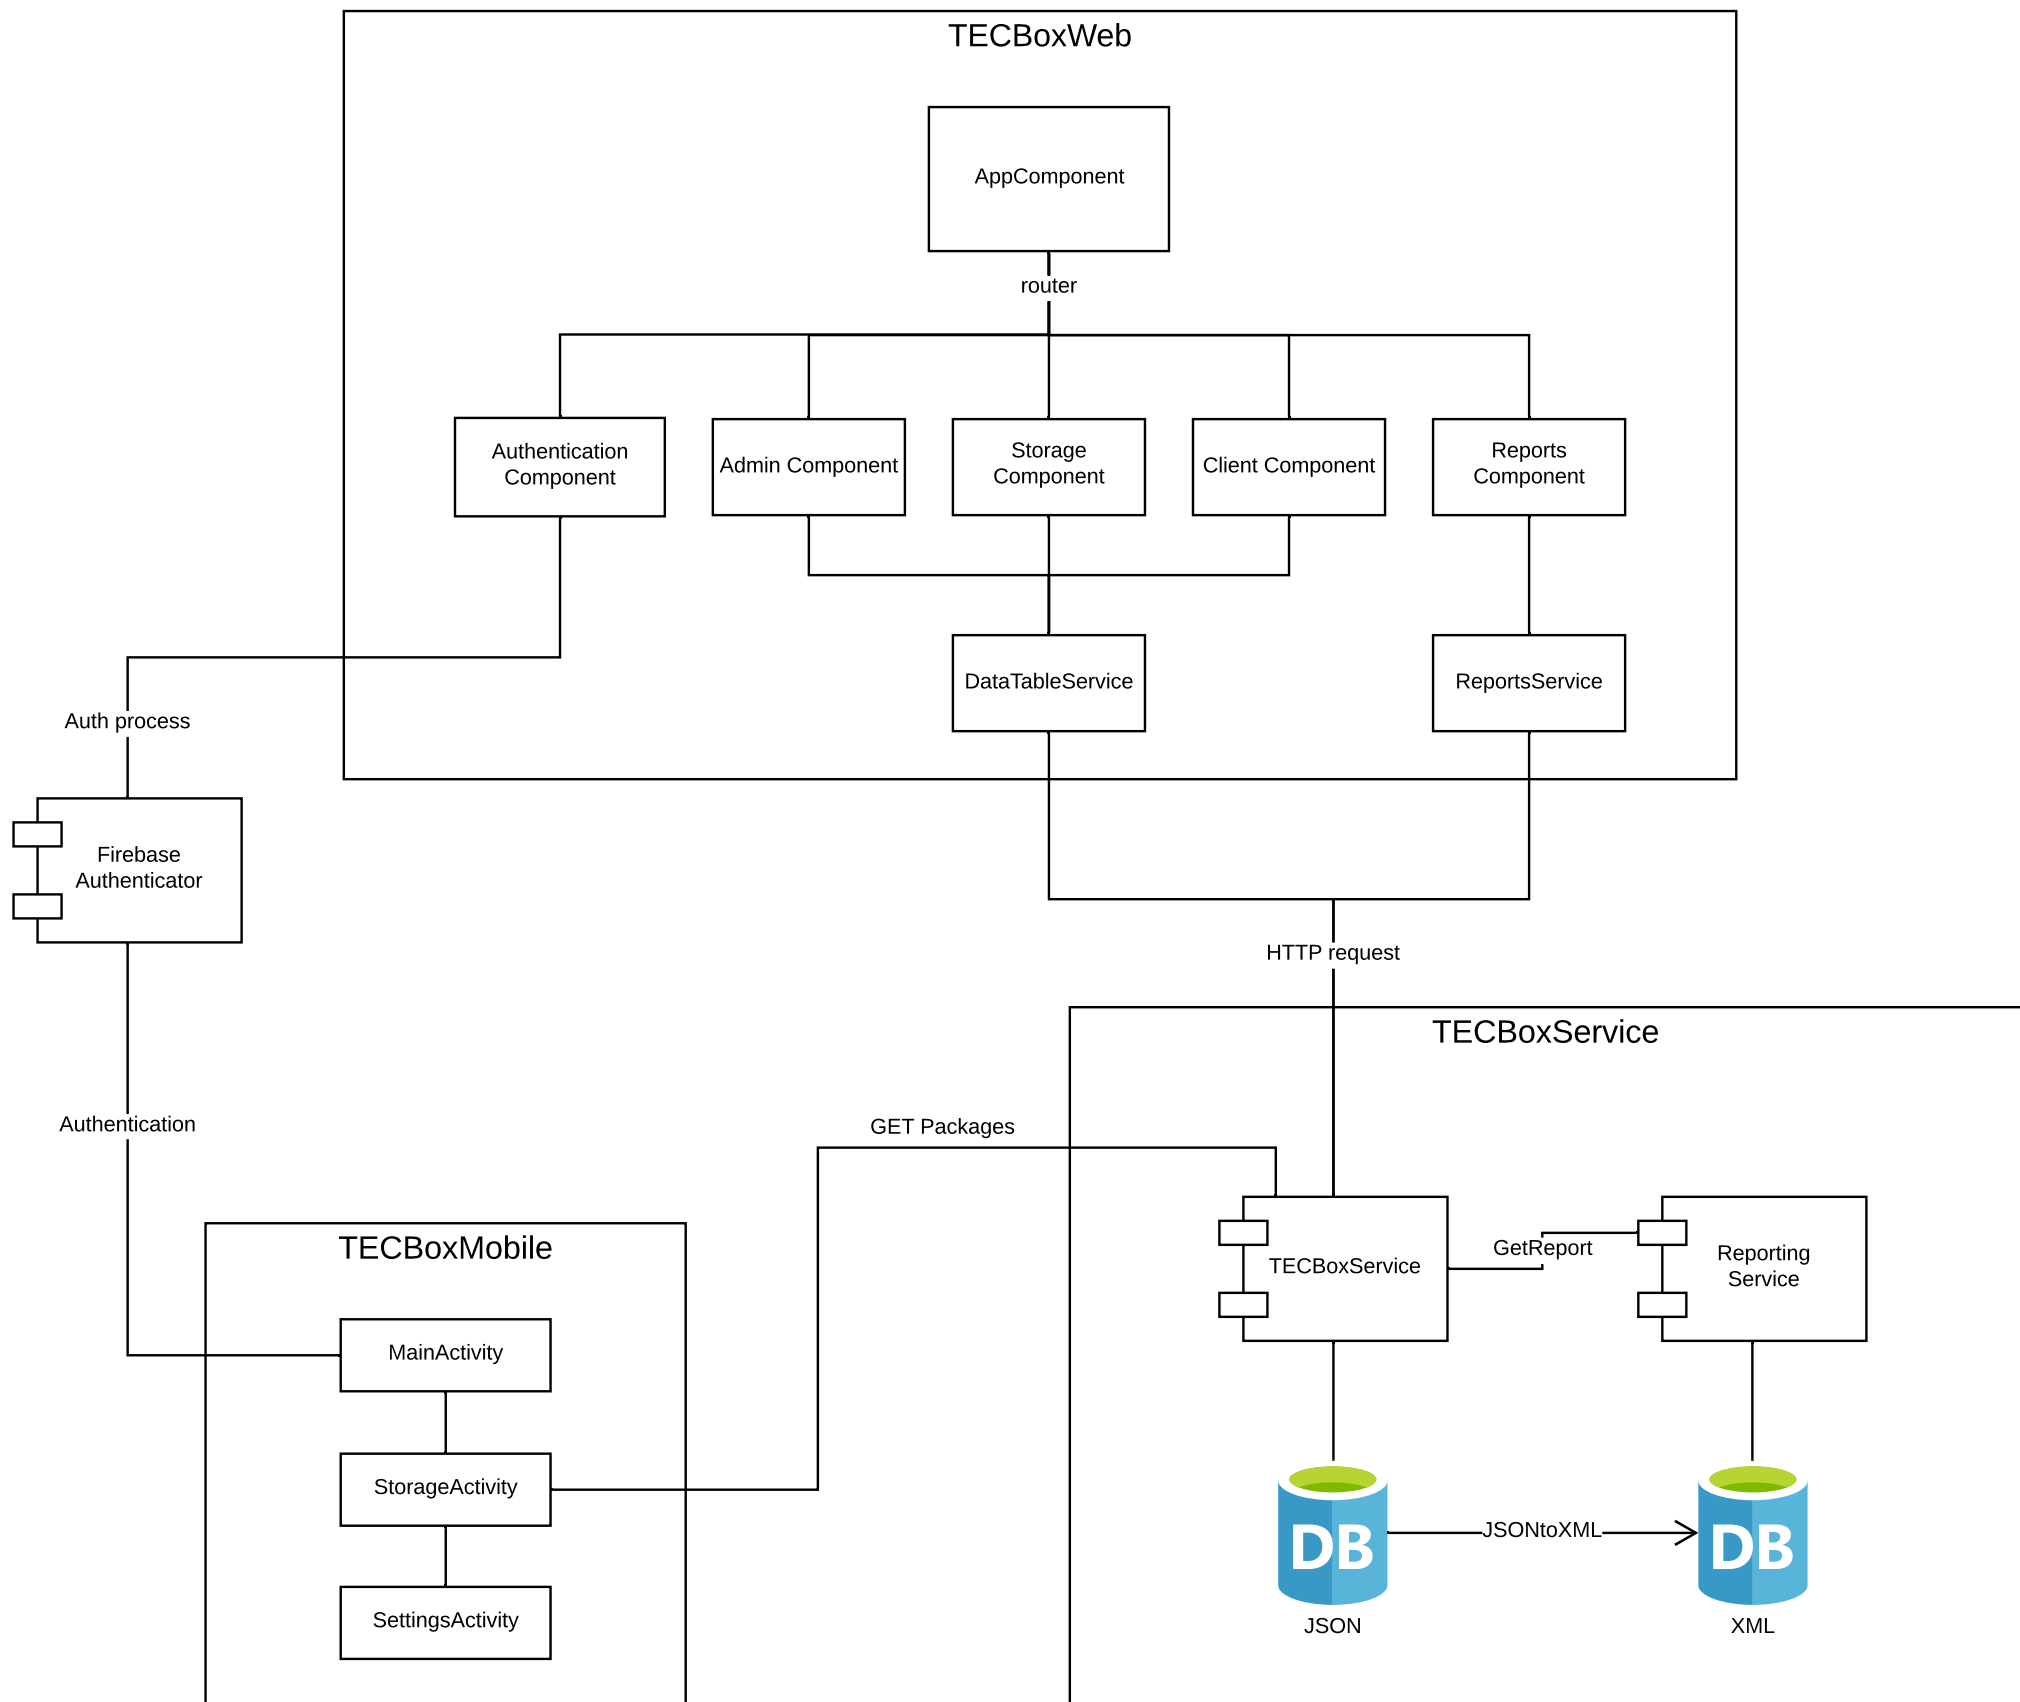 TECBoxWeb
AppComponent
router
Authentication
Component
Admin Component
Storage
Component
Client Component
Reports
Component
DataTableService
ReportsService
Auth process
Firebase
Authenticator
HTTP request
TECBoxService
Authentication
GET Packages
TECBoxMobile
TECBoxService
GetReport
Reporting
Service
MainActivity
StorageActivity
SettingsActivity
DB
JSONtoXML
DB
JSON
XML